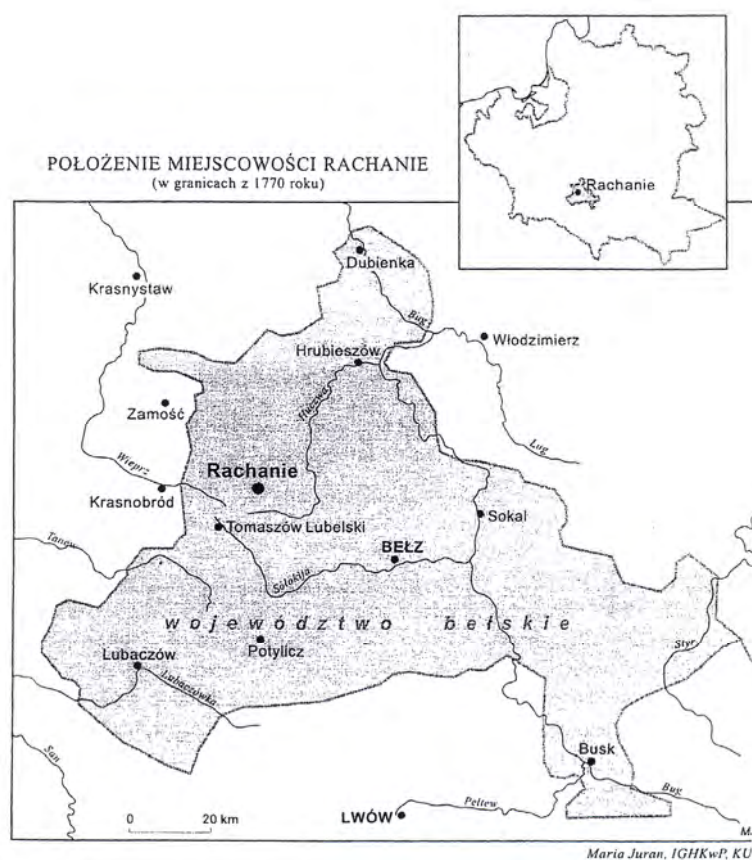 POŁOŻENIE MIEJSCOWOŚCI RACHANIE
(w granicach z 1770 roku)
Rachanie
Dubienka
Krasnystaw
Bug
Włodzimierz
Hrubieszów
Huczwa
Zamość
Ług
Wieprz
Rachanie
Krasnobród
Sokal
Tomaszów Lubelski
Tanew
BEŁZ
Sołokija
województwo bełskie
Styr
Lubaczów
Potylicz
Lubaczówka
San
Busk
Bug
0 20 km
LWÓW
Pełtew
Maria Juran, IGHKwP, KU